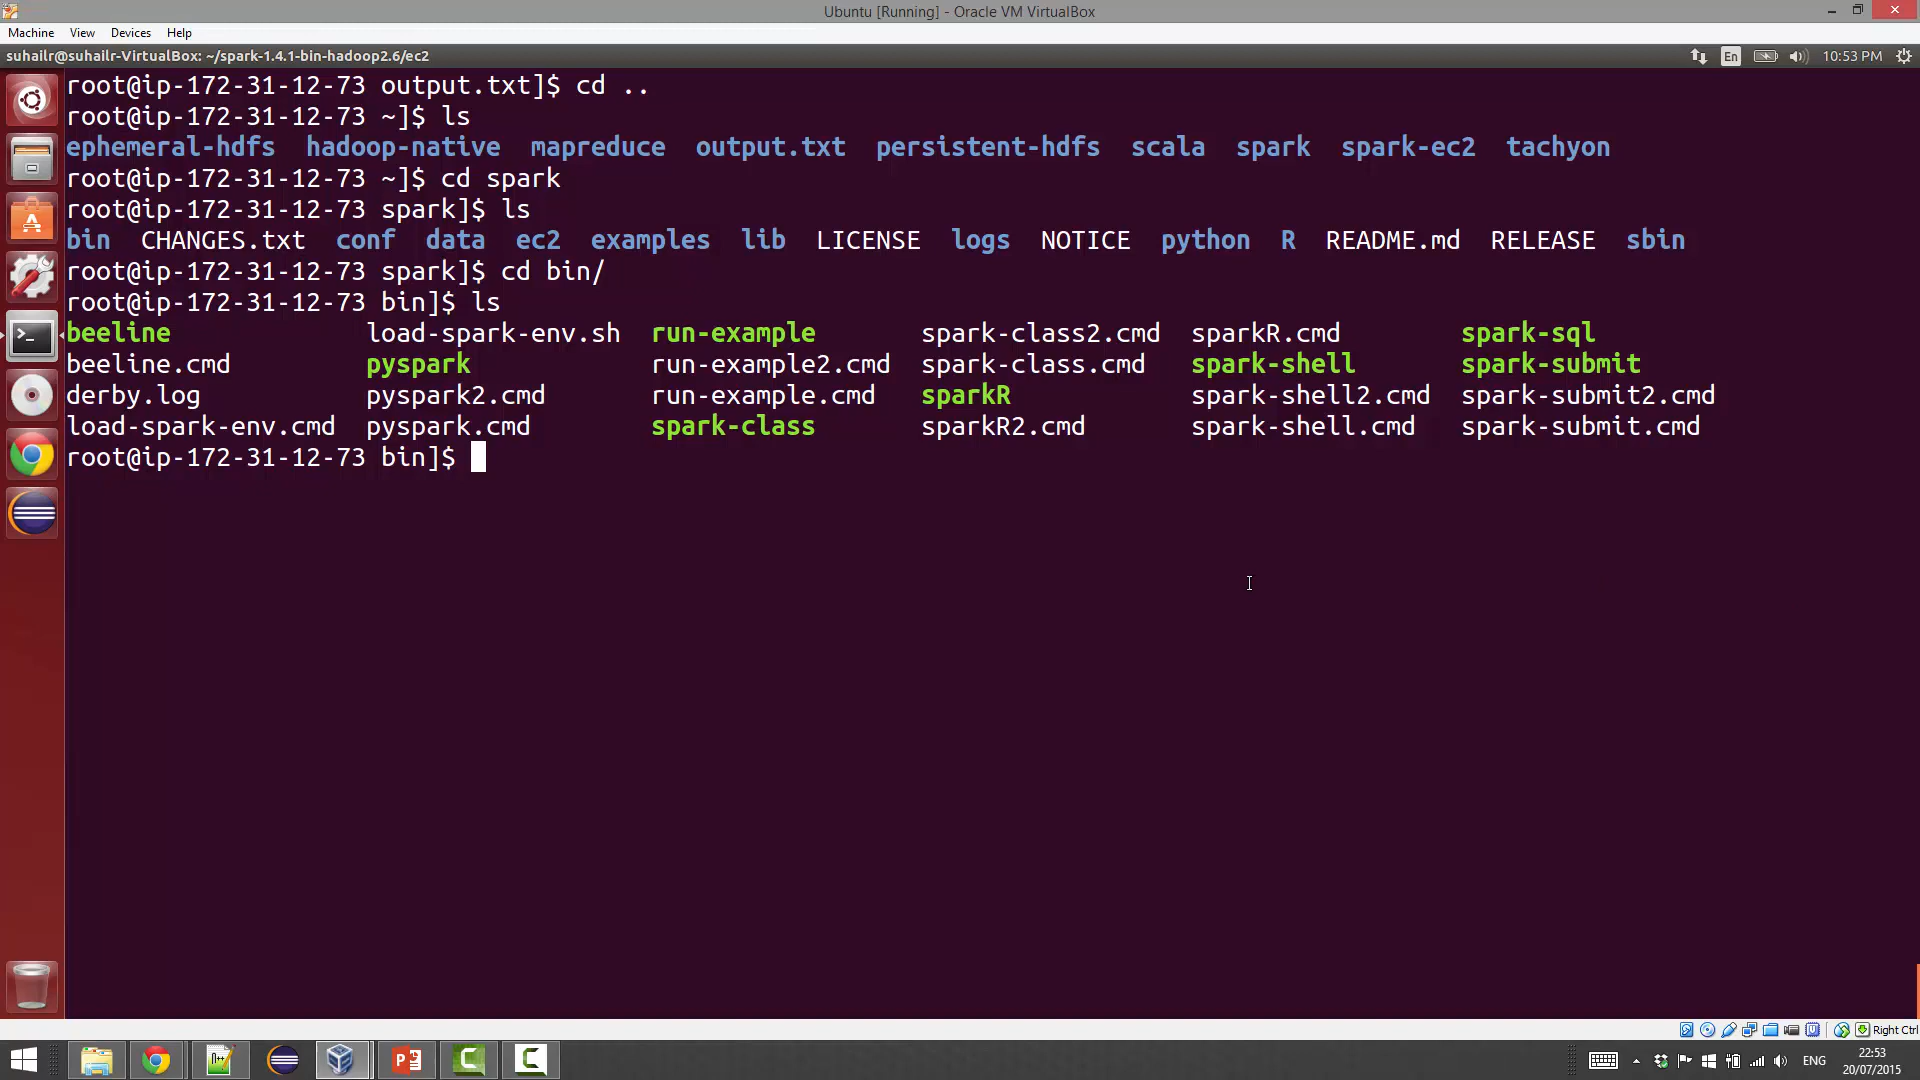 Ubuntu [Running] - Oracle VM VirtualBox
Machine View Devices Help
suhailr@suhailr-VirtualBox: ~/spark-1.4.1-bin-hadoop2.6/ec2 En 10:53 PM
root@ip-172-31-12-73 output.txt]$ cd ..
root@ip-172-31-12-73 ~]$ ls
ephemeral-hdfs hadoop-native mapreduce output.txt persistent-hdfs scala spark spark-ec2 tachyon
root@ip-172-31-12-73 ~]$ cd spark
root@ip-172-31-12-73 spark]$ ls
bin CHANGES.txt conf data ec2 examples lib LICENSE logs NOTICE python R README.md RELEASE sbin
root@ip-172-31-12-73 spark]$ cd bin/
root@ip-172-31-12-73 bin]$ ls
beeline load-spark-env.sh run-example spark-class2.cmd sparkR.cmd spark-sql
beeline.cmd pyspark run-example2.cmd spark-class.cmd spark-shell spark-submit
derby.log pyspark2.cmd run-example.cmd sparkR spark-shell2.cmd spark-submit2.cmd
load-spark-env.cmd pyspark.cmd spark-class sparkR2.cmd spark-shell.cmd spark-submit.cmd
root@ip-172-31-12-73 bin]$
Right Ctrl
ENG 22:53
20/07/2015